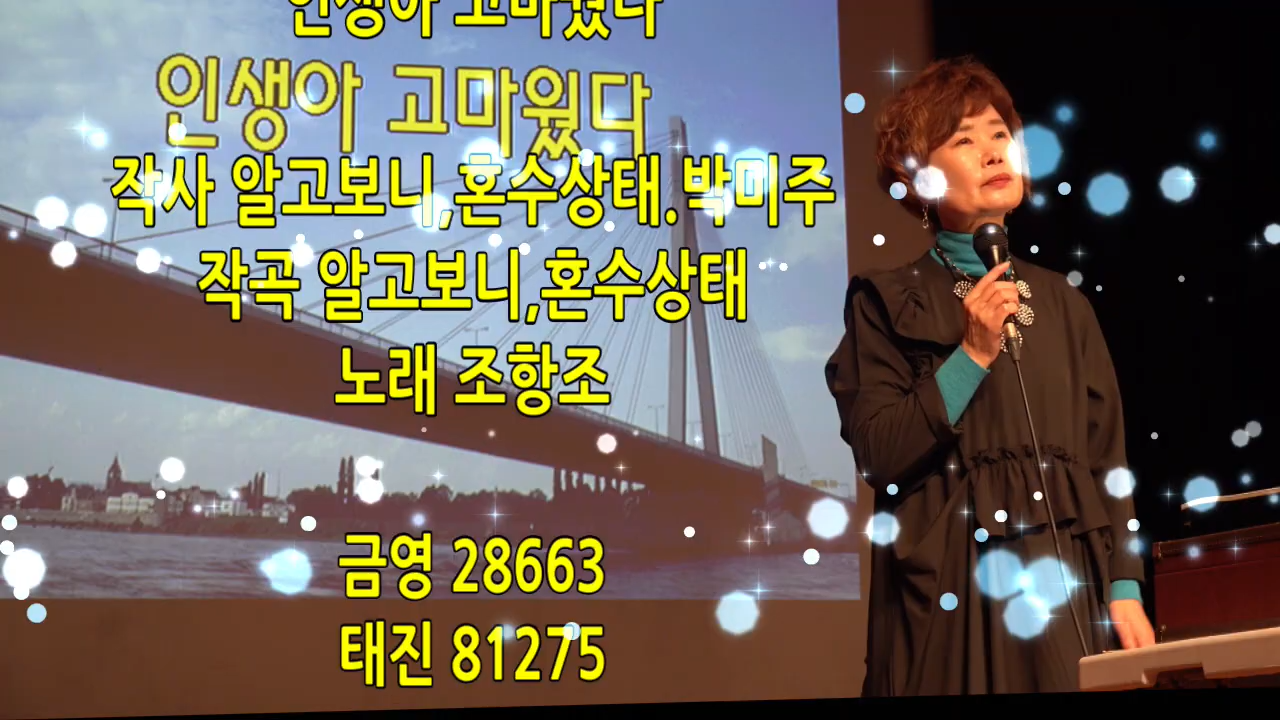 인생아 고마웠다
인생아 고마웠다
작사 알고보니,혼수상태.박미주
작곡 알고보니,혼수상태
노래 조항조
금영 28663
태진 81275